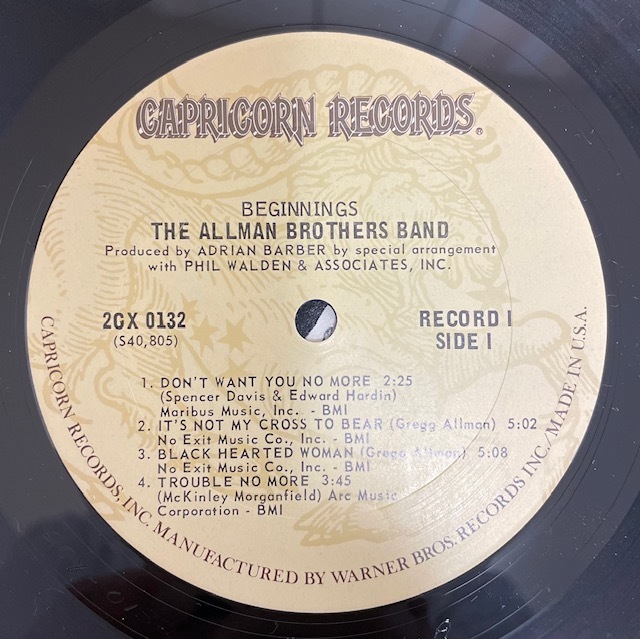 CAPRICORN RECORDS®
BEGINNINGS
THE ALLMAN BROTHERS BAND
Produced by ADRIAN BARBER by special arrangement
with PHIL WALDEN & ASSOCIATES, INC.
2CX 0132
(S40,805)
RECORD I
SIDE I
1. DON'T WANT YOU NO MORE 2:25
(Spencer Davis & Edward Hardin)
Maribus Music, Inc. - BMI
2. IT'S NOT MY CROSS TO BEAR (Gregg Allman) 5:02
No Exit Music Co., Inc. - BMI
3. BLACK HEARTED WOMAN (Gregg Allman) 5:08
No Exit Music Co., Inc. - BMI
4. TROUBLE NO MORE 3:45
(McKinley Morganfield) Arc Music
Corporation - BMI
CAPRICORN RECORDS, INC. MANUFACTURED BY WARNER BROS. RECORDS INC./MADE IN U.S.A.